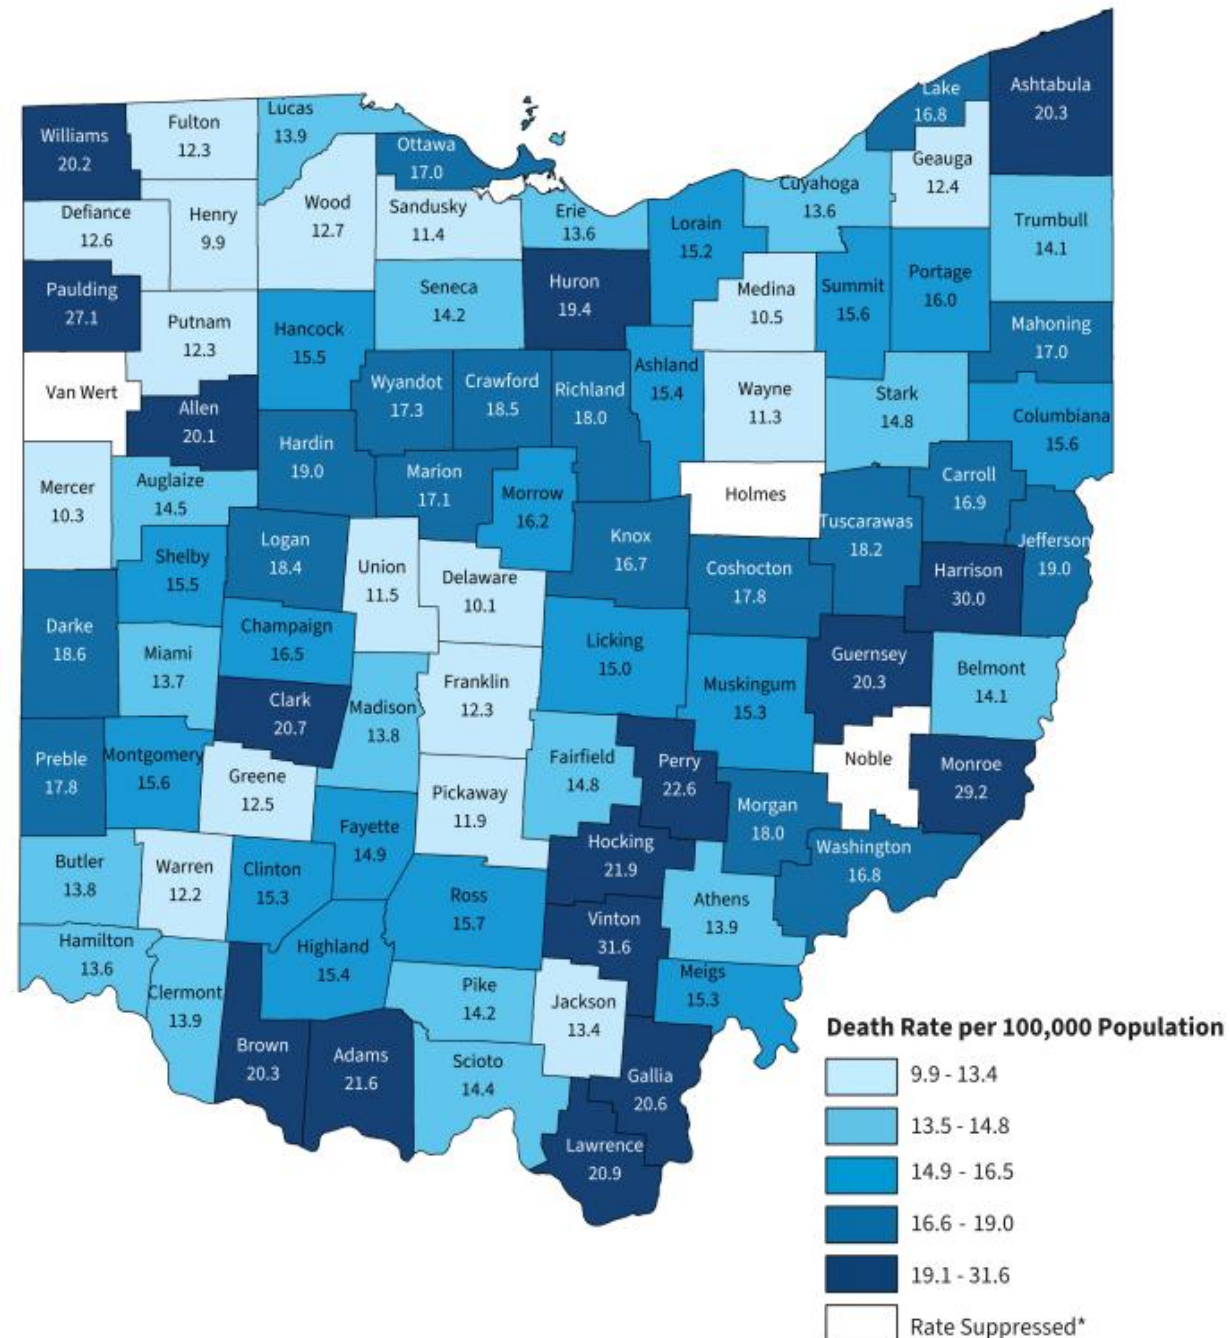 Lake
16.8
Ashtabula
20.3
Williams
20.2
Fulton
12.3
Lucas
13.9
Ottawa
17.0
Geauga
12.4
Defiance
12.6
Henry
9.9
Wood
12.7
Sandusky
11.4
Erie
13.6
Lorain
15.2
Cuyahoga
13.6
Trumbull
14.1
Paulding
27.1
Putnam
12.3
Hancock
15.5
Seneca
14.2
Huron
19.4
Medina
10.5
Summit
15.6
Portage
16.0
Mahoning
17.0
Van Wert
Allen
20.1
Wyandot
17.3
Crawford
18.5
Richland
18.0
Ashland
15.4
Wayne
11.3
Stark
14.8
Columbiana
15.6
Mercer
10.3
Auglaize
14.5
Hardin
19.0
Marion
17.1
Morrow
16.2
Holmes
Carroll
16.9
Shelby
15.5
Logan
18.4
Union
11.5
Delaware
10.1
Knox
16.7
Coshocton
17.8
Tuscarawas
18.2
Harrison
30.0
Jefferson
19.0
Darke
18.6
Miami
13.7
Champaign
16.5
Licking
15.0
Muskingum
15.3
Guernsey
20.3
Belmont
14.1
Clark
20.7
Madison
13.8
Franklin
12.3
Preble
17.8
Montgomery
15.6
Greene
12.5
Pickaway
11.9
Fairfield
14.8
Perry
22.6
Morgan
18.0
Noble
Monroe
29.2
Butler
13.8
Warren
12.2
Clinton
15.3
Fayette
14.9
Ross
15.7
Hocking
21.9
Athens
13.9
Washington
16.8
Hamilton
13.6
Clermont
13.9
Highland
15.4
Pike
14.2
Vinton
31.6
Jackson
13.4
Meigs
15.3
Brown
20.3
Adams
21.6
Scioto
14.4
Gallia
20.6
Lawrence
20.9
Death Rate per 100,000 Population
9.9 - 13.4
13.5 - 14.8
14.9 - 16.5
16.6 - 19.0
19.1 - 31.6
Rate Suppressed*